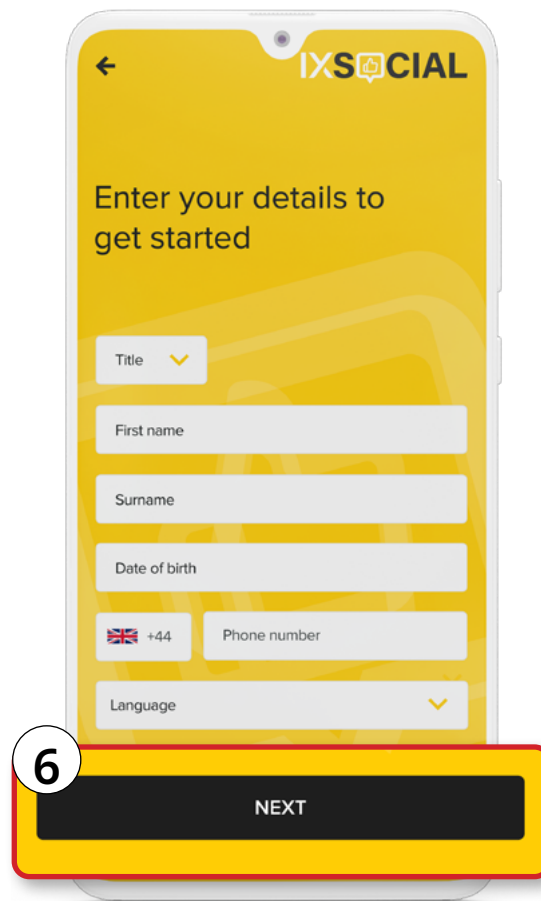 IXSOCIAL
Enter your details to
get started
Title
First name
Surname
Date of birth
+44 Phone number
Language
6
NEXT